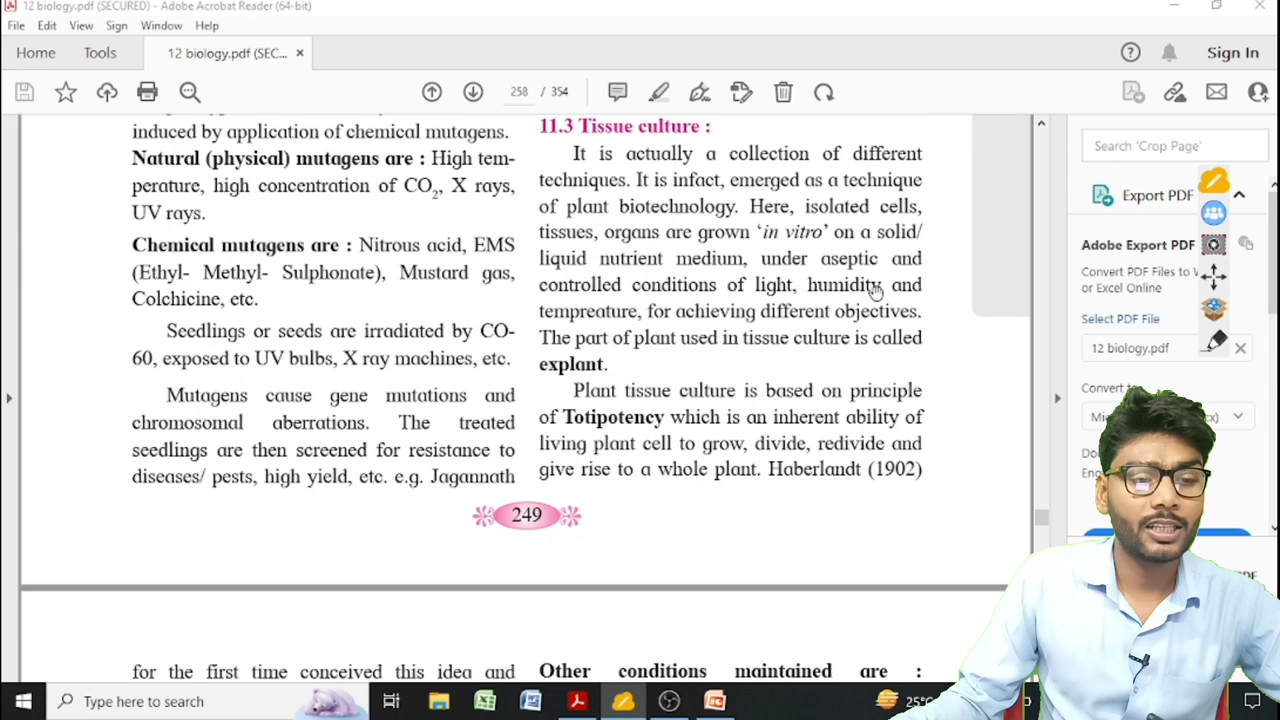 12 biology.pdf (SECURED) - Adobe Acrobat Reader (64-bit)
File Edit View Sign Window Help
Home Tools 12 biology.pdf (SEC... × Sign In
258 / 354
induced by application of chemical mutagens.
Natural (physical) mutagens are : High tem-
perature, high concentration of CO2, X rays,
UV rays.
Chemical mutagens are : Nitrous acid, EMS
(Ethyl- Methyl- Sulphonate), Mustard gas,
Colchicine, etc.
Seedlings or seeds are irradiated by CO-
60, exposed to UV bulbs, X ray machines, etc.
Mutagens cause gene mutations and
chromosomal aberrations. The treated
seedlings are then screened for resistance to
diseases/ pests, high yield, etc. e.g. Jagannath
11.3 Tissue culture :
It is actually a collection of different
techniques. It is infact, emerged as a technique
of plant biotechnology. Here, isolated cells,
tissues, organs are grown ‘in vitro’ on a solid/
liquid nutrient medium, under aseptic and
controlled conditions of light, humidity and
tempreature, for achieving different objectives.
The part of plant used in tissue culture is called
explant.
Plant tissue culture is based on principle
of Totipotency which is an inherent ability of
living plant cell to grow, divide, redivide and
give rise to a whole plant. Haberlandt (1902)
249
for the first time conceived this idea and
Other conditions maintained are :
Search 'Crop Page'
Export PDF
Adobe Export PDF
Convert PDF Files to
or Excel Online
Select PDF File
12 biology.pdf
Convert to
Type here to search
25°